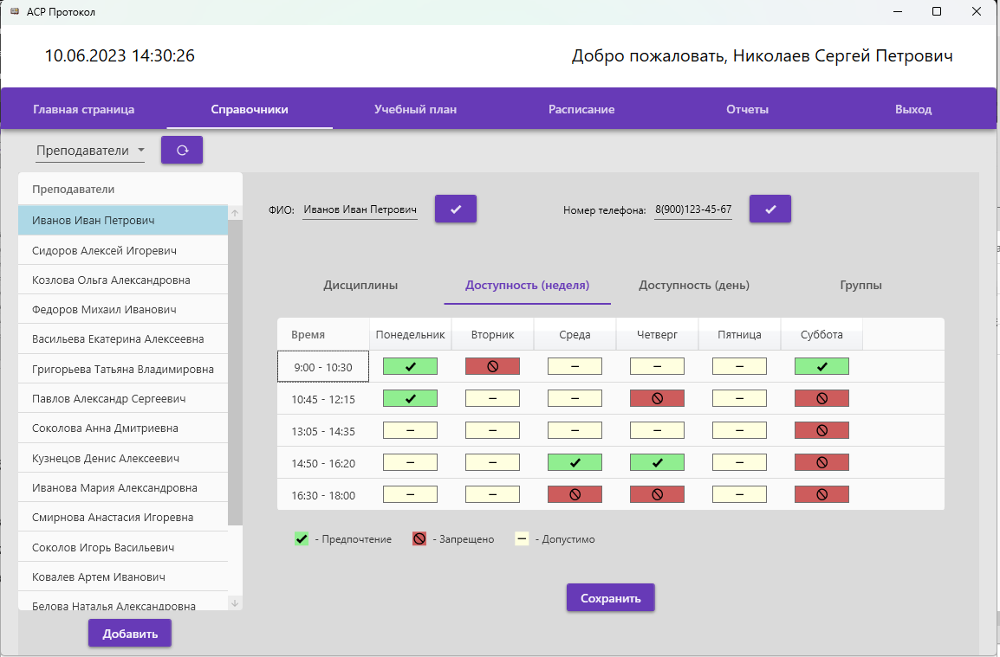 АСР Протокол
10.06.2023 14:30:26 Добро пожаловать, Николаев Сергей Петрович
Главная страница Справочники Учебный план Расписание Отчеты Выход
Преподаватели
Преподаватели
Иванов Иван Петрович
Сидоров Алексей Игоревич
Козлова Ольга Александровна
Федоров Михаил Иванович
Васильева Екатерина Алексеевна
Григорьева Татьяна Владимировна
Павлов Александр Сергеевич
Соколова Анна Дмитриевна
Кузнецов Денис Алексеевич
Иванова Мария Александровна
Смирнова Анастасия Игоревна
Соколов Игорь Васильевич
Ковалев Артем Иванович
Белова Наталья Александровна
Добавить
ФИО: Иванов Иван Петрович Номер телефона: 8(900)123-45-67
Дисциплины Доступность (неделя) Доступность (день) Группы
Время Понедельник Вторник Среда Четверг Пятница Суббота
9:00 - 10:30
10:45 - 12:15
13:05 - 14:35
14:50 - 16:20
16:30 - 18:00
- Предпочтение - Запрещено - Допустимо
Сохранить